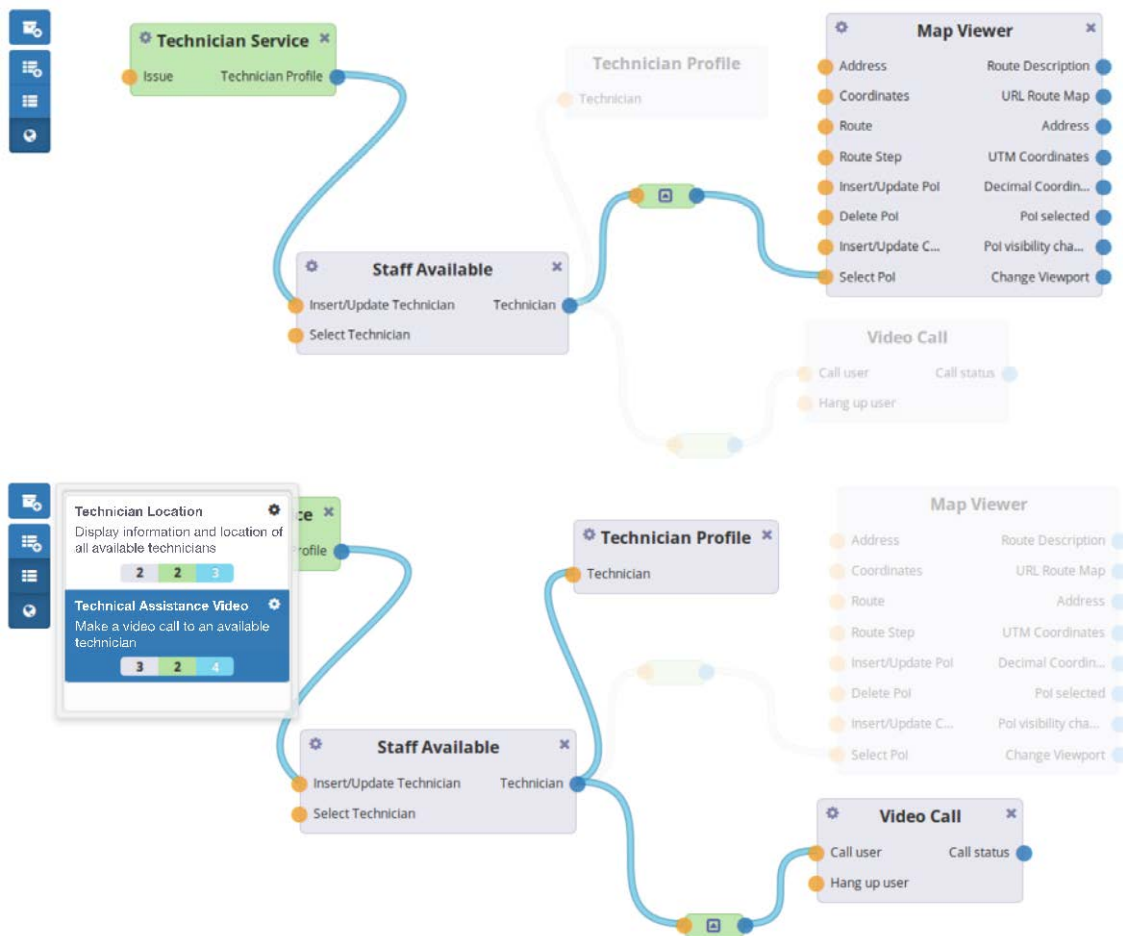 Technician Service
Issue
Technician Profile
Technician Profile
Technician
Map Viewer
Address
Route Description
Coordinates
URL Route Map
Route
Address
Route Step
UTM Coordinates
Insert/Update PoI
Decimal Coordin...
Delete PoI
PoI selected
Insert/Update C...
PoI visibility cha...
Select PoI
Change Viewport
Staff Available
Insert/Update Technician
Technician
Select Technician
Video Call
Call user
Call status
Hang up user
Technician Location
Display information and location of
all available technicians
2 2 3
Technical Assistance Video
Make a video call to an available
technician
3 2 4
ce
rofile
Technician Profile
Technician
Map Viewer
Address
Route Description
Coordinates
URL Route Map
Route
Address
Route Step
UTM Coordinates
Insert/Update PoI
Decimal Coordin...
Delete PoI
PoI selected
Insert/Update C...
PoI visibility cha...
Select PoI
Change Viewport
Staff Available
Insert/Update Technician
Technician
Select Technician
Video Call
Call user
Call status
Hang up user